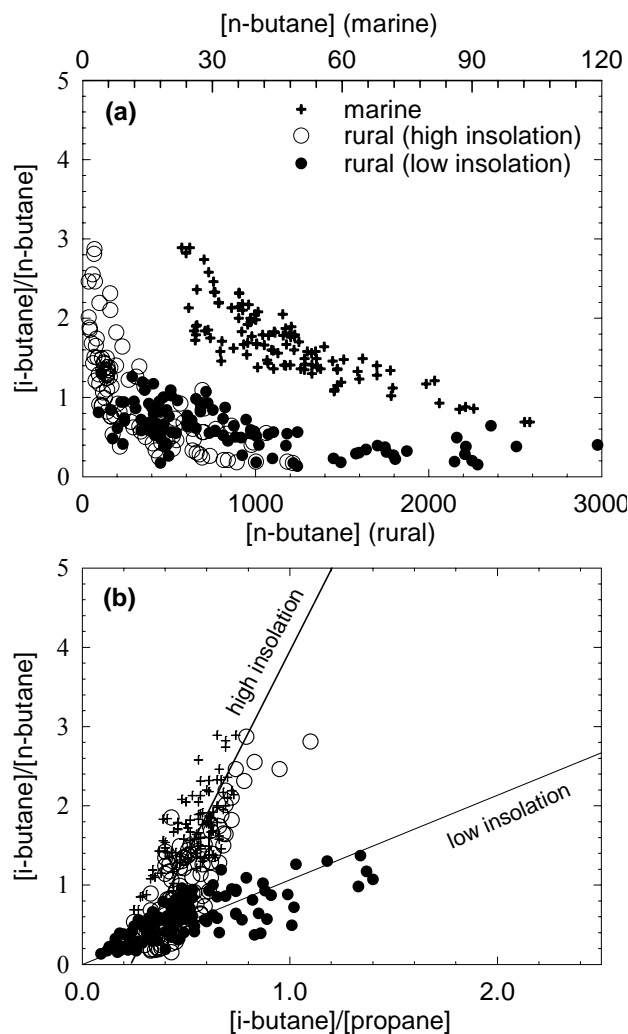 [n-butane] (marine)
0 30 60 90 120
5
4
3
2
1
0
(a)
marine
rural (high insolation)
rural (low insolation)
[i-butane]/[n-butane]
0 1000 2000 3000
[n-butane] (rural)
5
4
3
2
1
0
(b)
high insolation
low insolation
[i-butane]/[n-butane]
0.0 1.0 2.0
[i-butane]/[propane]